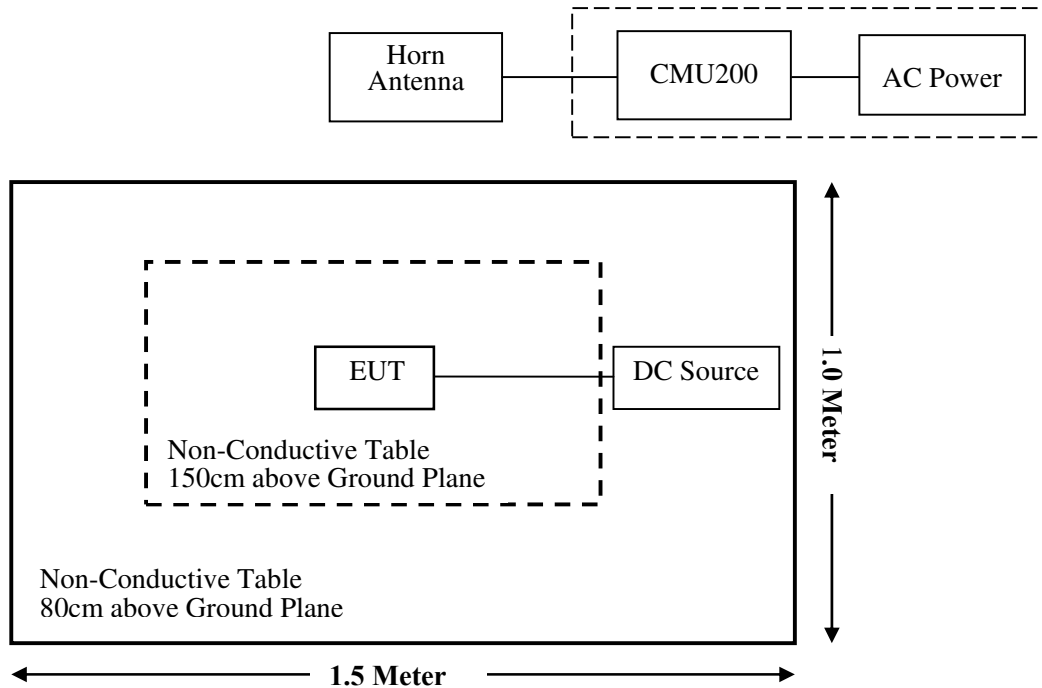 Horn
Antenna
CMU200
AC Power
EUT
DC Source
Non-Conductive Table
150cm above Ground Plane
1.0 Meter
Non-Conductive Table
80cm above Ground Plane
1.5 Meter